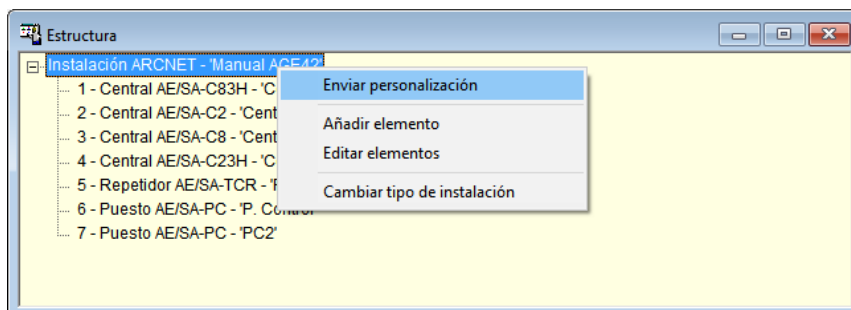 Estructura
Instalación ARCNET - 'Manual AGE42'
1 - Central AE/SA-C83H - 'C
2 - Central AE/SA-C2 - 'Cent
3 - Central AE/SA-C8 - 'Cent
4 - Central AE/SA-C23H - 'C
5 - Repetidor AE/SA-TCR - 'F
6 - Puesto AE/SA-PC - 'P. Control'
7 - Puesto AE/SA-PC - 'PC2'
Enviar personalización
Añadir elemento
Editar elementos
Cambiar tipo de instalación